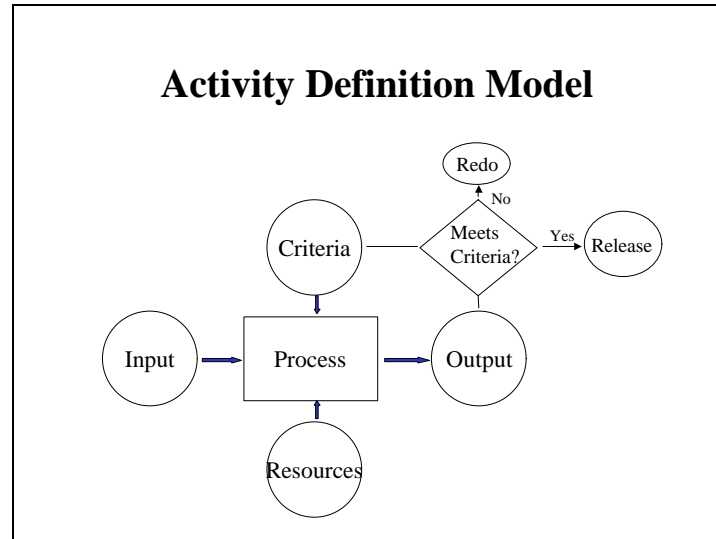 Activity Definition Model
Redo
No
Criteria
Meets
Criteria?
Yes
Release
Input
Process
Output
Resources